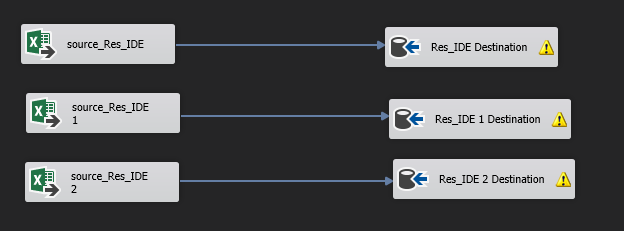 source_Res_IDE
Res_IDE Destination
source_Res_IDE
1
Res_IDE 1 Destination
source_Res_IDE
2
Res_IDE 2 Destination